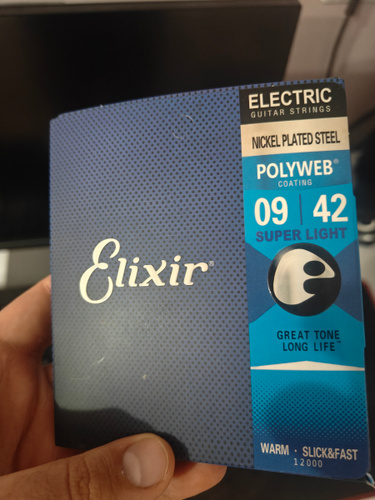 ELECTRIC
GUITAR STRINGS
NICKEL PLATED STEEL
POLYWEB®
COATING
09 | 42
SUPER LIGHT
Elixir®
GREAT TONE
LONG LIFE™
WARM · SLICK&FAST
12000